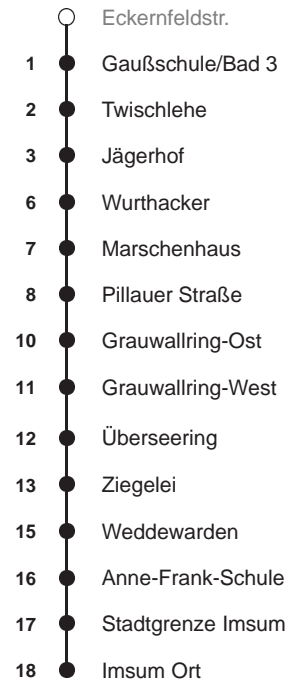 Eckernfeldstr.
1 Gaußschule/Bad 3
2 Twischlehe
3 Jägerhof
6 Wurthacker
7 Marschenhaus
8 Pillauer Straße
10 Grauwallring-Ost
11 Grauwallring-West
12 Überseering
13 Ziegelei
15 Weddewarden
16 Anne-Frank-Schule
17 Stadtgrenze Imsum
18 Imsum Ort